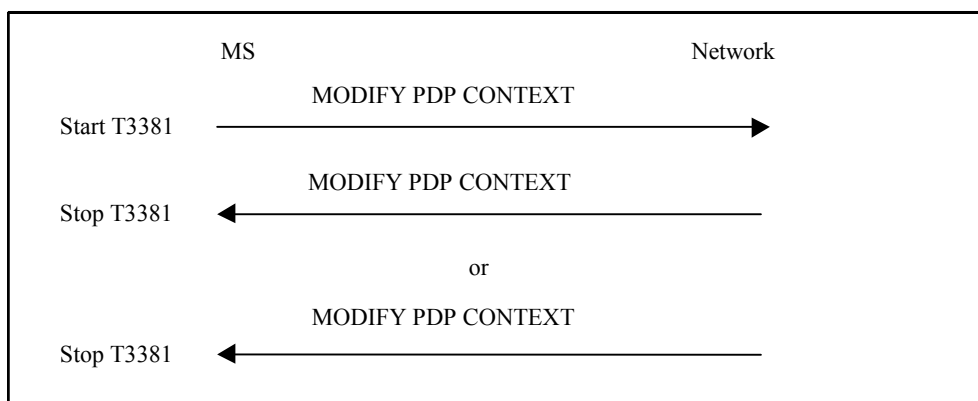 MS Network
MODIFY PDP CONTEXT
Start T3381
MODIFY PDP CONTEXT
Stop T3381
or
MODIFY PDP CONTEXT
Stop T3381